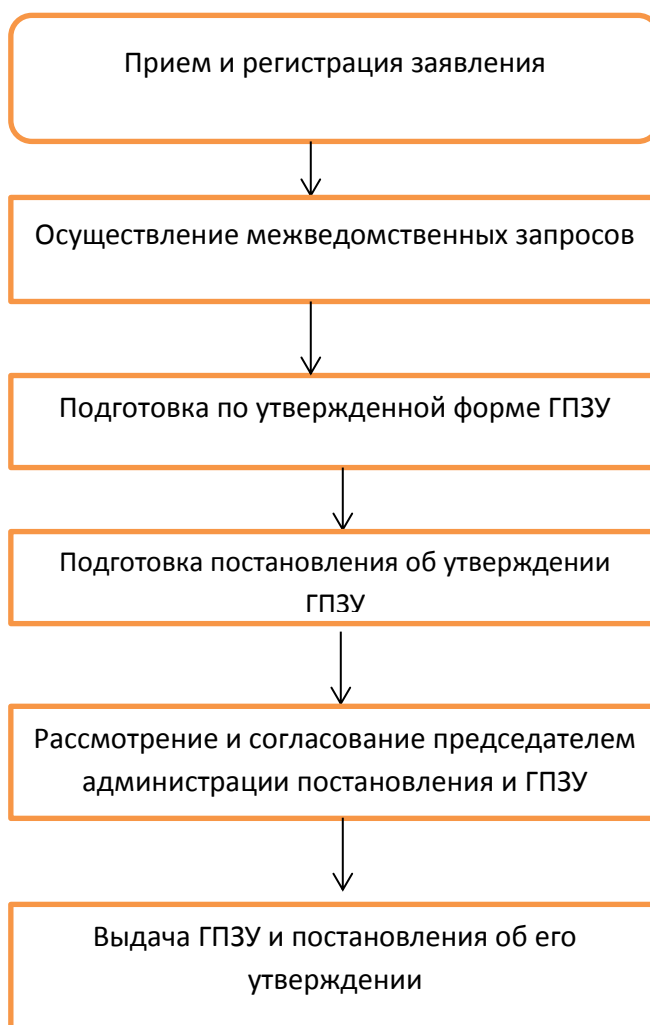 Прием и регистрация заявления
Осуществление межведомственных запросов
Подготовка по утвержденной форме ГПЗУ
Подготовка постановления об утверждении
ГПЗУ
Рассмотрение и согласование председателем
администрации постановления и ГПЗУ
Выдача ГПЗУ и постановления об его
утверждении